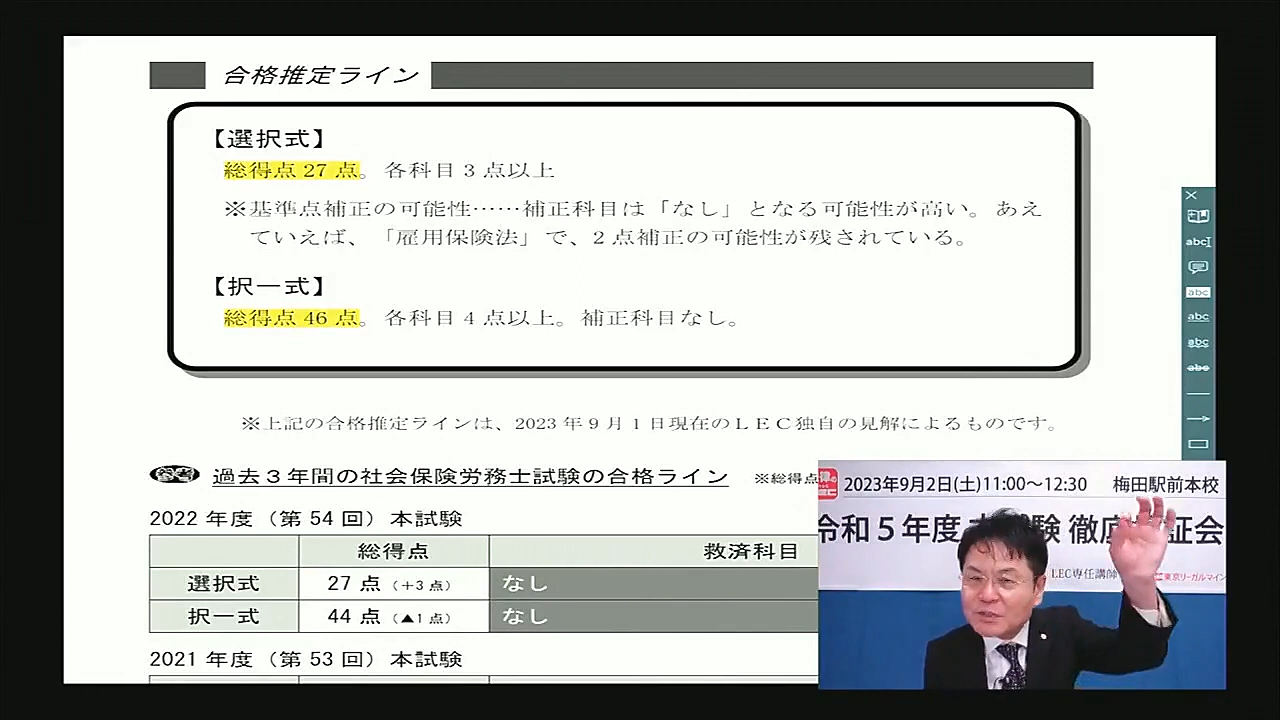 合格推定ライン
【選択式】
総得点 27 点。各科目 3 点以上
※基準点補正の可能性……補正科目は「なし」となる可能性が高い。あえ
ていえば、「雇用保険法」で、2 点補正の可能性が残されている。
【択一式】
総得点 46 点。各科目 4 点以上。補正科目なし。
※上記の合格推定ラインは、2023 年 9 月 1 日現在のＬＥＣ独自の見解によるものです。
参考 過去３年間の社会保険労務士試験の合格ライン ※総得点
2022 年度（第 54 回）本試験
総得点 救済科目
選択式 27 点（＋3 点） なし
択一式 44 点（▲1 点） なし
2021 年度（第 53 回）本試験
abc
abc
abc
abc
abc
2023年9月2日(土)11:00～12:30 梅田駅前本校
令和５年度 験 徹底 証会
LEC専任講師
東京リーガルマイン